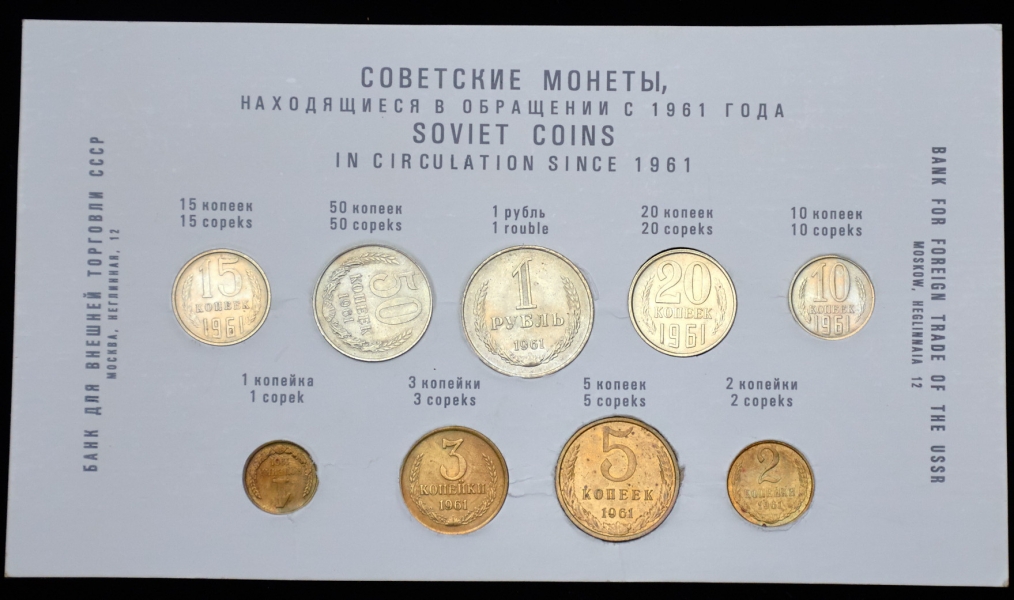 СОВЕТСКИЕ МОНЕТЫ,
НАХОДЯЩИЕСЯ В ОБРАЩЕНИИ С 1961 ГОДА
SOVIET COINS
IN CIRCULATION SINCE 1961
БАНК ДЛЯ ВНЕШНЕЙ ТОРГОВЛИ СССР
МОСКВА, НЕГЛИННАЯ, 12
BANK FOR FOREIGN TRADE OF THE USSR
MOSKOW, HEGLINNAIA 12
15 копеек
15 copeks
50 копеек
50 copeks
1 рубль
1 rouble
20 копеек
20 copeks
10 копеек
10 copeks
15
КОПЕЕК
1961
50
КОПЕЕК
1961
1
РУБЛЬ
1961
20
КОПЕЕК
1961
10
КОПЕЕК
1961
1 копейка
1 copek
3 копейки
3 copeks
5 копеек
5 copeks
2 копейки
2 copeks
3
КОПЕЙКИ
1961
5
КОПЕЕК
1961
2
КОПЕЙКИ
1961